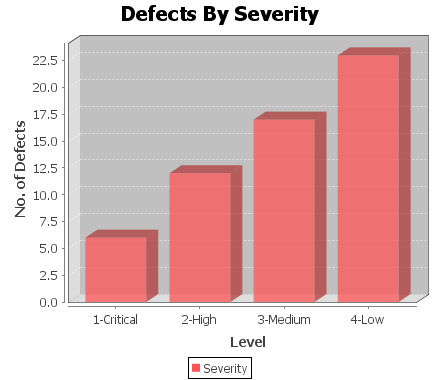 Defects By Severity
No. of Defects
22.5
20.0
17.5
15.0
12.5
10.0
7.5
5.0
2.5
0.0
1-Critical 2-High 3-Medium 4-Low
Level
Severity